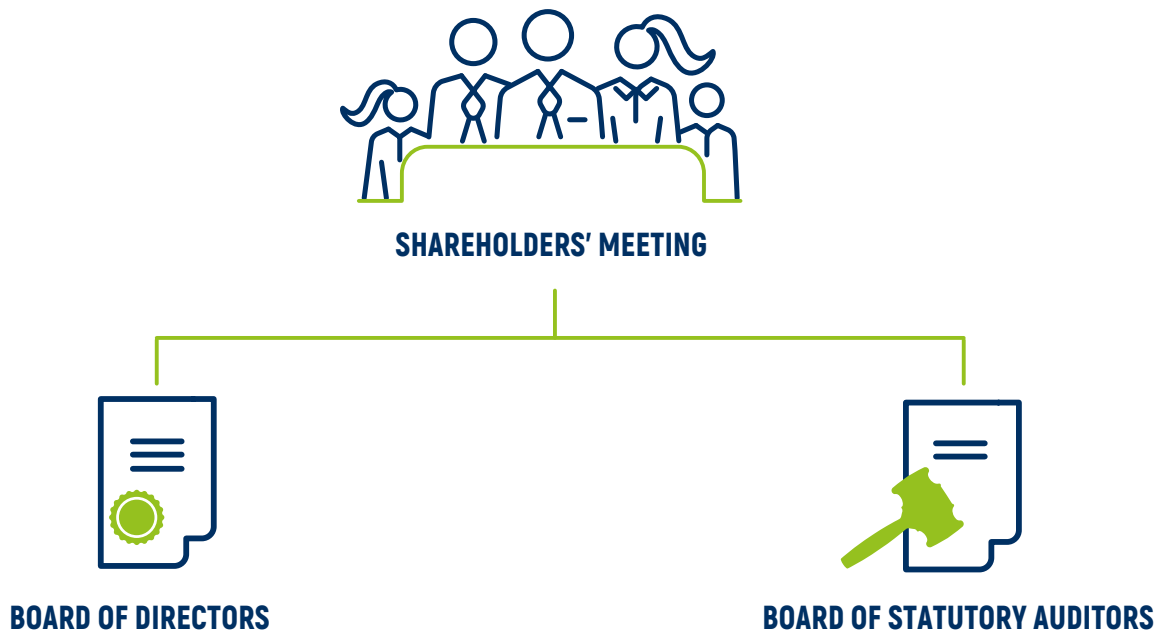 SHAREHOLDERS’ MEETING
BOARD OF DIRECTORS
BOARD OF STATUTORY AUDITORS